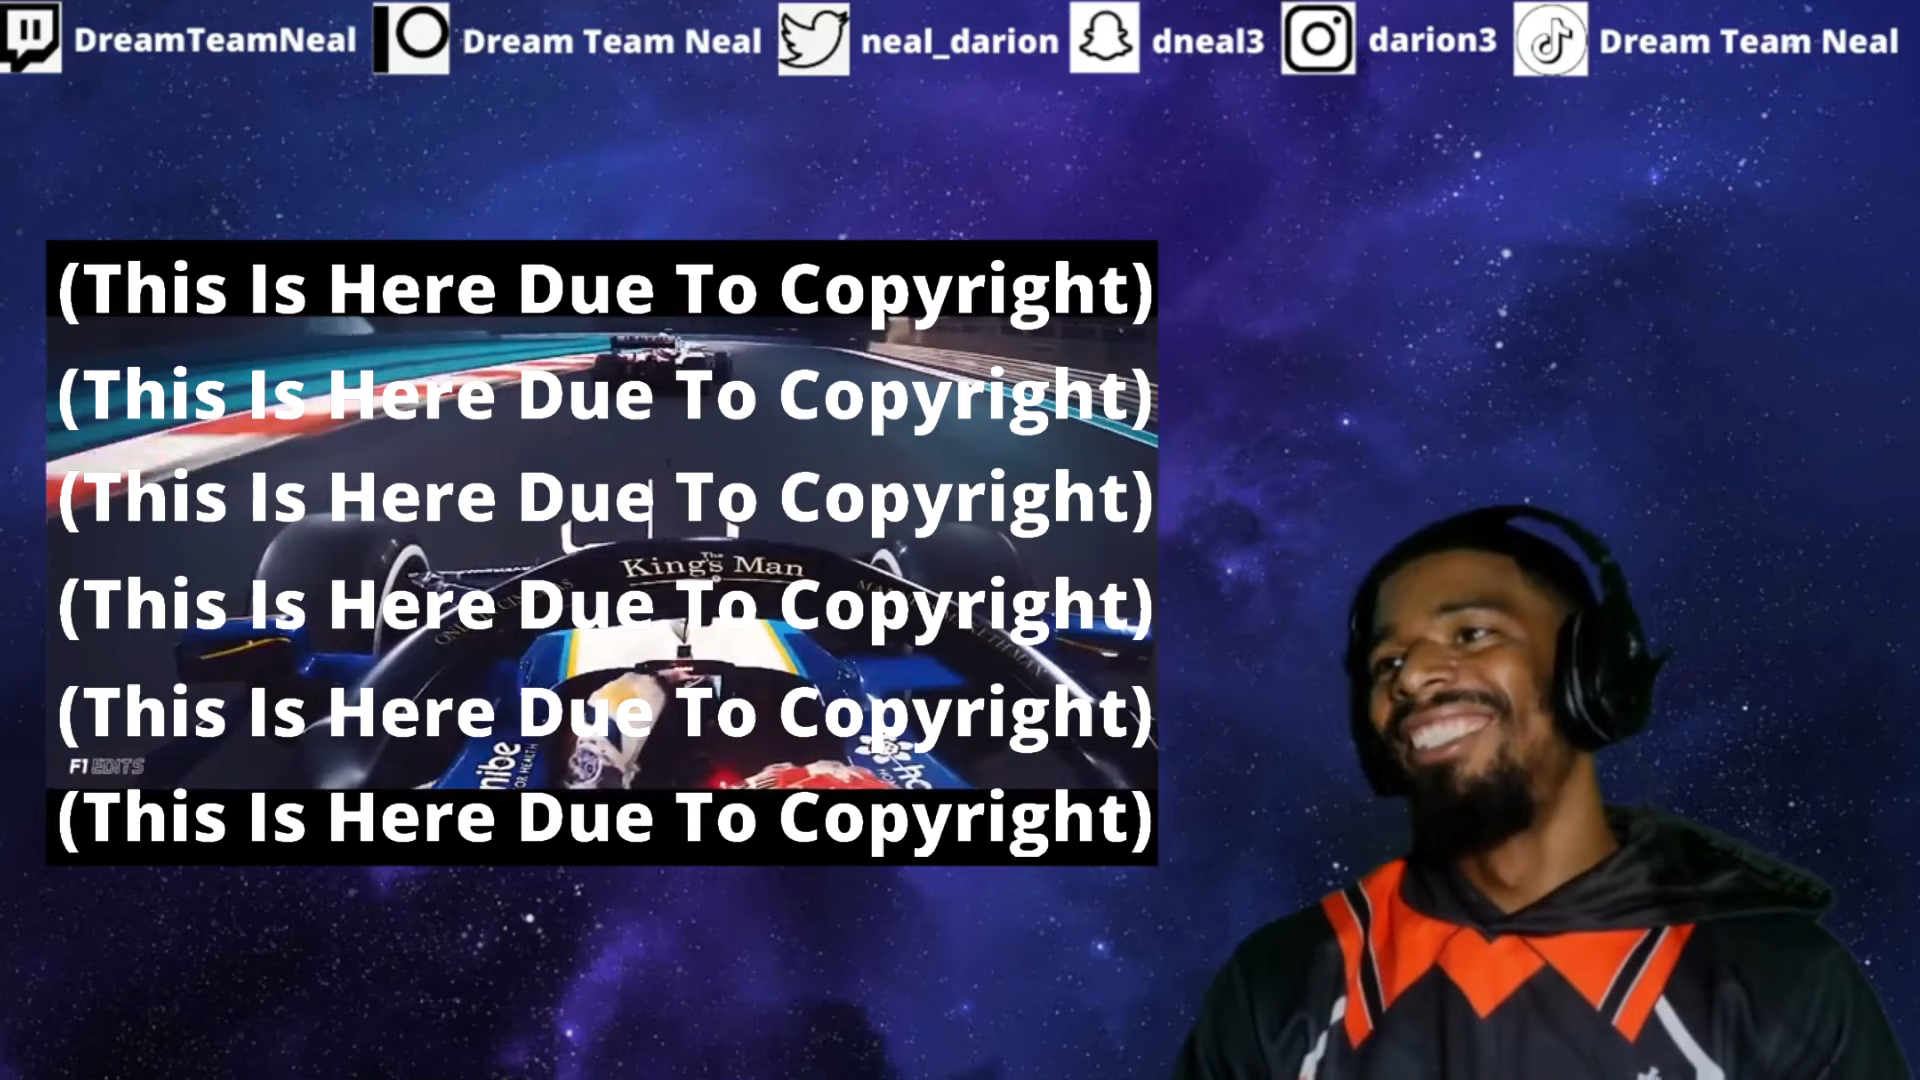 DreamTeamNeal Dream Team Neal neal_darion dneal3 darion3 Dream Team Neal
(This Is Here Due To Copyright)
(This Is Here Due To Copyright)
(This Is Here Due To Copyright)
The
King's Man
(This Is Here Due To Copyright)
(This Is Here Due To Copyright)
nibe
F1 EDITS
(This Is Here Due To Copyright)